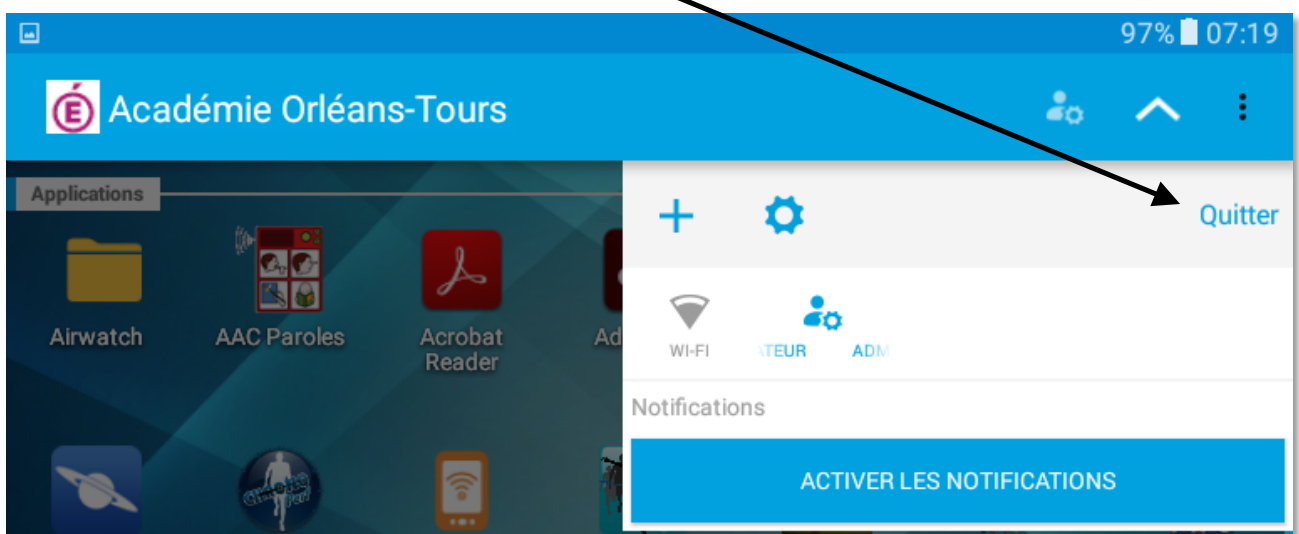 97% 07:19
É Académie Orléans-Tours
Applications
Quitter
Airwatch
AAC Paroles
Acrobat
Reader
Ad
WI-FI
ATEUR ADM
Notifications
ACTIVER LES NOTIFICATIONS